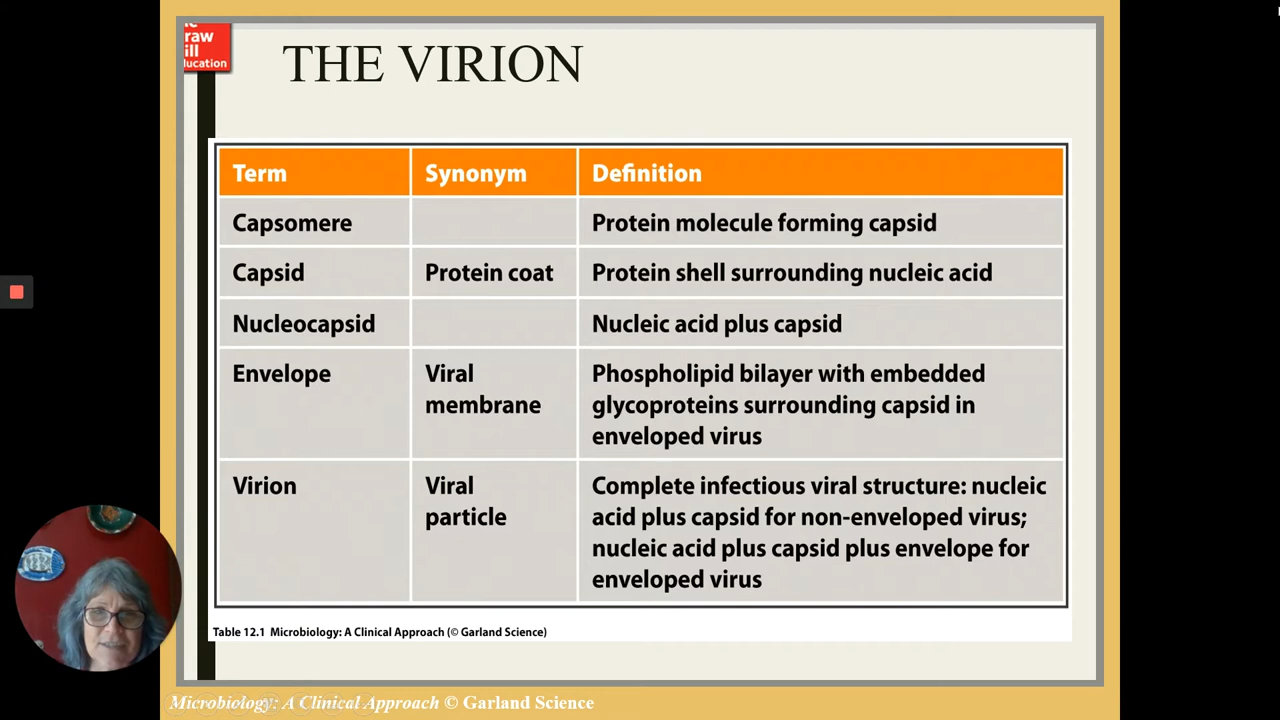 raw
ill
ducation
THE VIRION
Term Synonym Definition
Capsomere Protein molecule forming capsid
Capsid Protein coat Protein shell surrounding nucleic acid
Nucleocapsid Nucleic acid plus capsid
Envelope Viral membrane Phospholipid bilayer with embedded
glycoproteins surrounding capsid in
enveloped virus
Virion Viral particle Complete infectious viral structure: nucleic
acid plus capsid for non-enveloped virus;
nucleic acid plus capsid plus envelope for
enveloped virus
Table 12.1 Microbiology: A Clinical Approach (© Garland Science)
Microbiology: A Clinical Approach © Garland Science